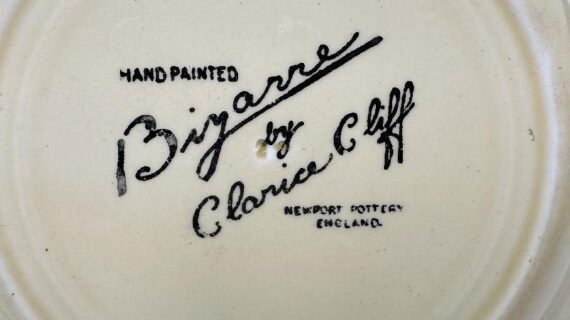 HAND PAINTED
Bizarre
by
Clarice Cliff
NEWPORT POTTERY
ENGLAND.